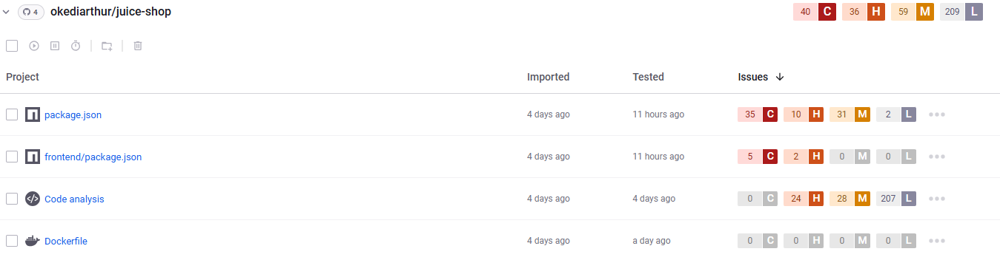 4 okediarthur/juice-shop 40 C 36 H 59 M 209 L
Project Imported Tested Issues
package.json 4 days ago 11 hours ago 35 C 10 H 31 M 2 L
frontend/package.json 4 days ago 11 hours ago 5 C 2 H 0 M 0 L
Code analysis 4 days ago 4 days ago 0 C 24 H 28 M 207 L
Dockerfile 4 days ago a day ago 0 C 0 H 0 M 0 L